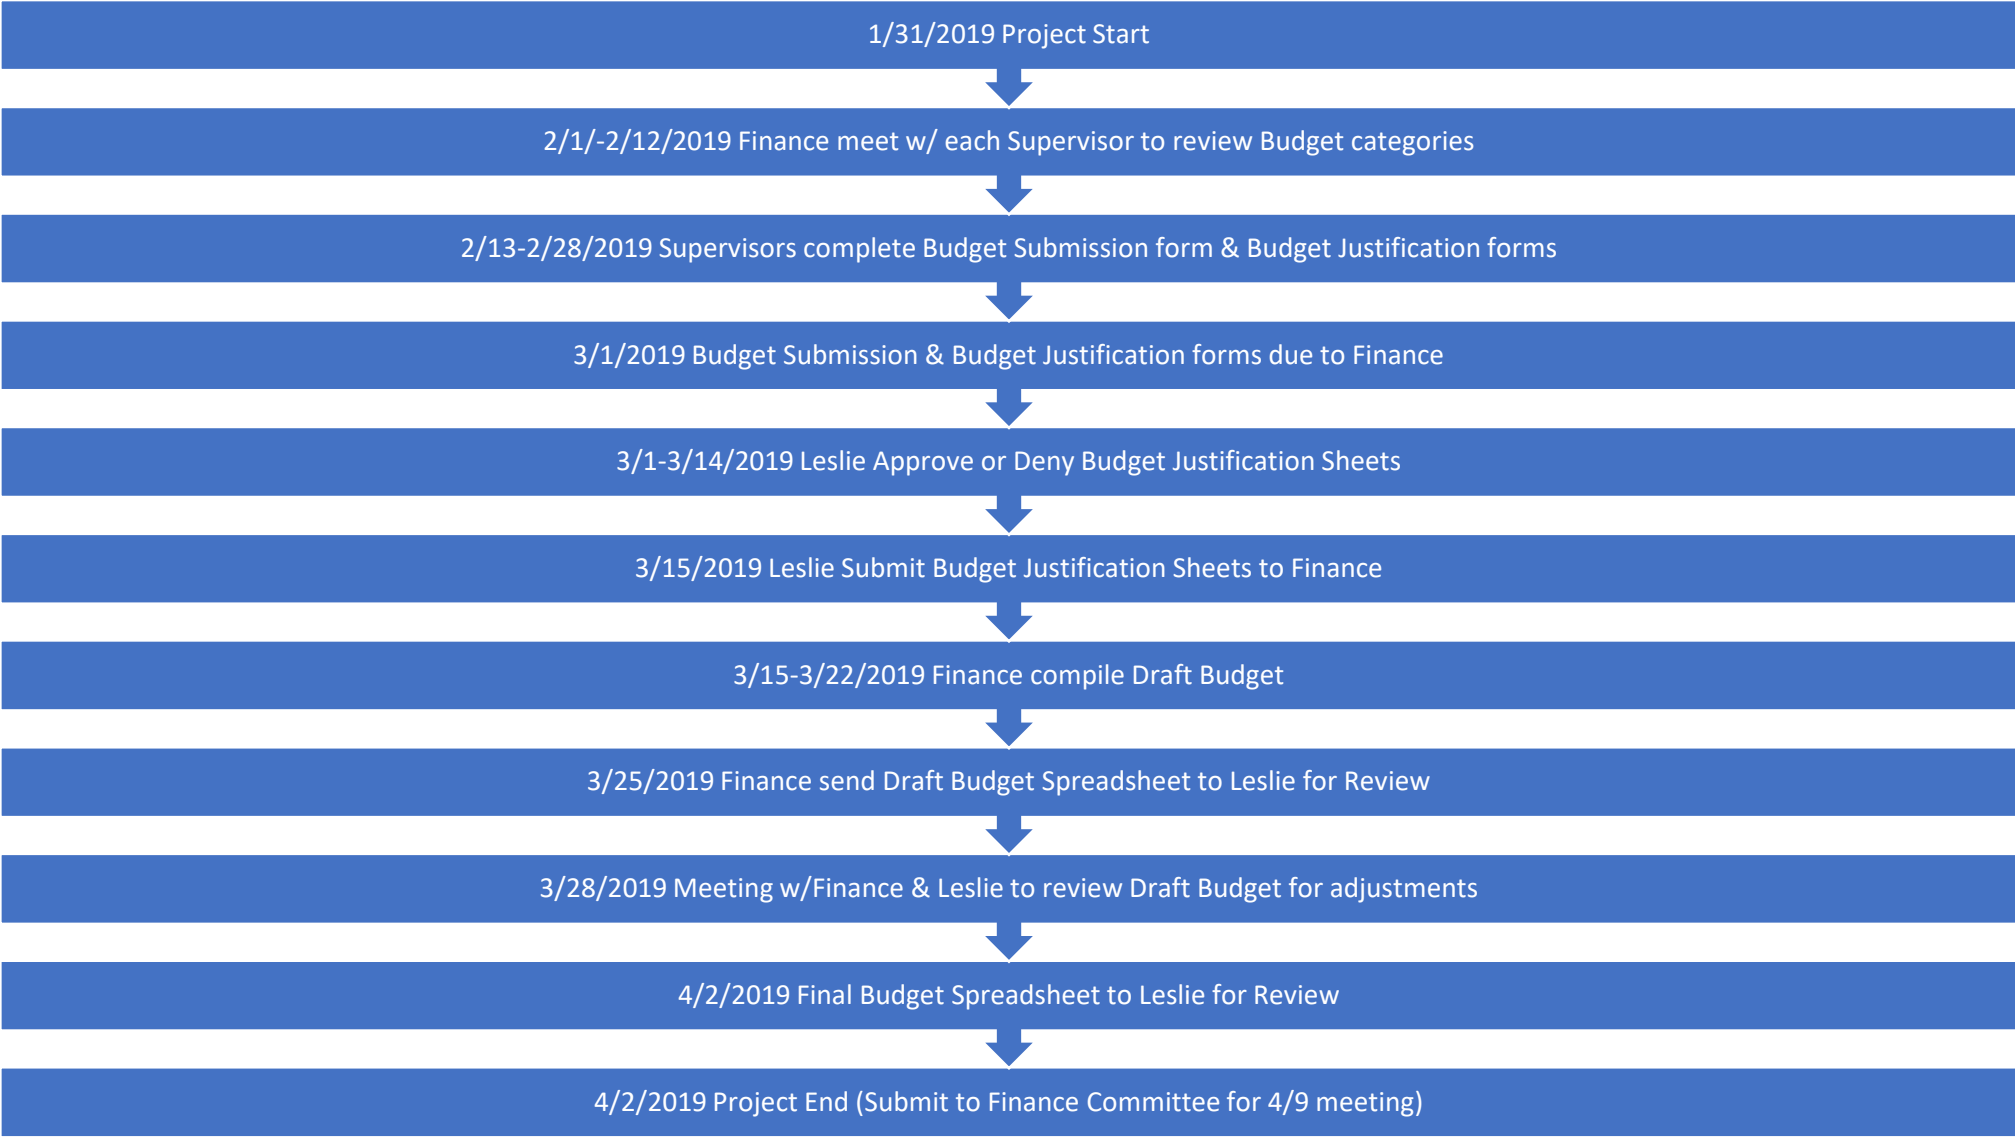 1/31/2019 Project Start
2/1/-2/12/2019 Finance meet w/ each Supervisor to review Budget categories
2/13-2/28/2019 Supervisors complete Budget Submission form & Budget Justification forms
3/1/2019 Budget Submission & Budget Justification forms due to Finance
3/1-3/14/2019 Leslie Approve or Deny Budget Justification Sheets
3/15/2019 Leslie Submit Budget Justification Sheets to Finance
3/15-3/22/2019 Finance compile Draft Budget
3/25/2019 Finance send Draft Budget Spreadsheet to Leslie for Review
3/28/2019 Meeting w/Finance & Leslie to review Draft Budget for adjustments
4/2/2019 Final Budget Spreadsheet to Leslie for Review
4/2/2019 Project End (Submit to Finance Committee for 4/9 meeting)